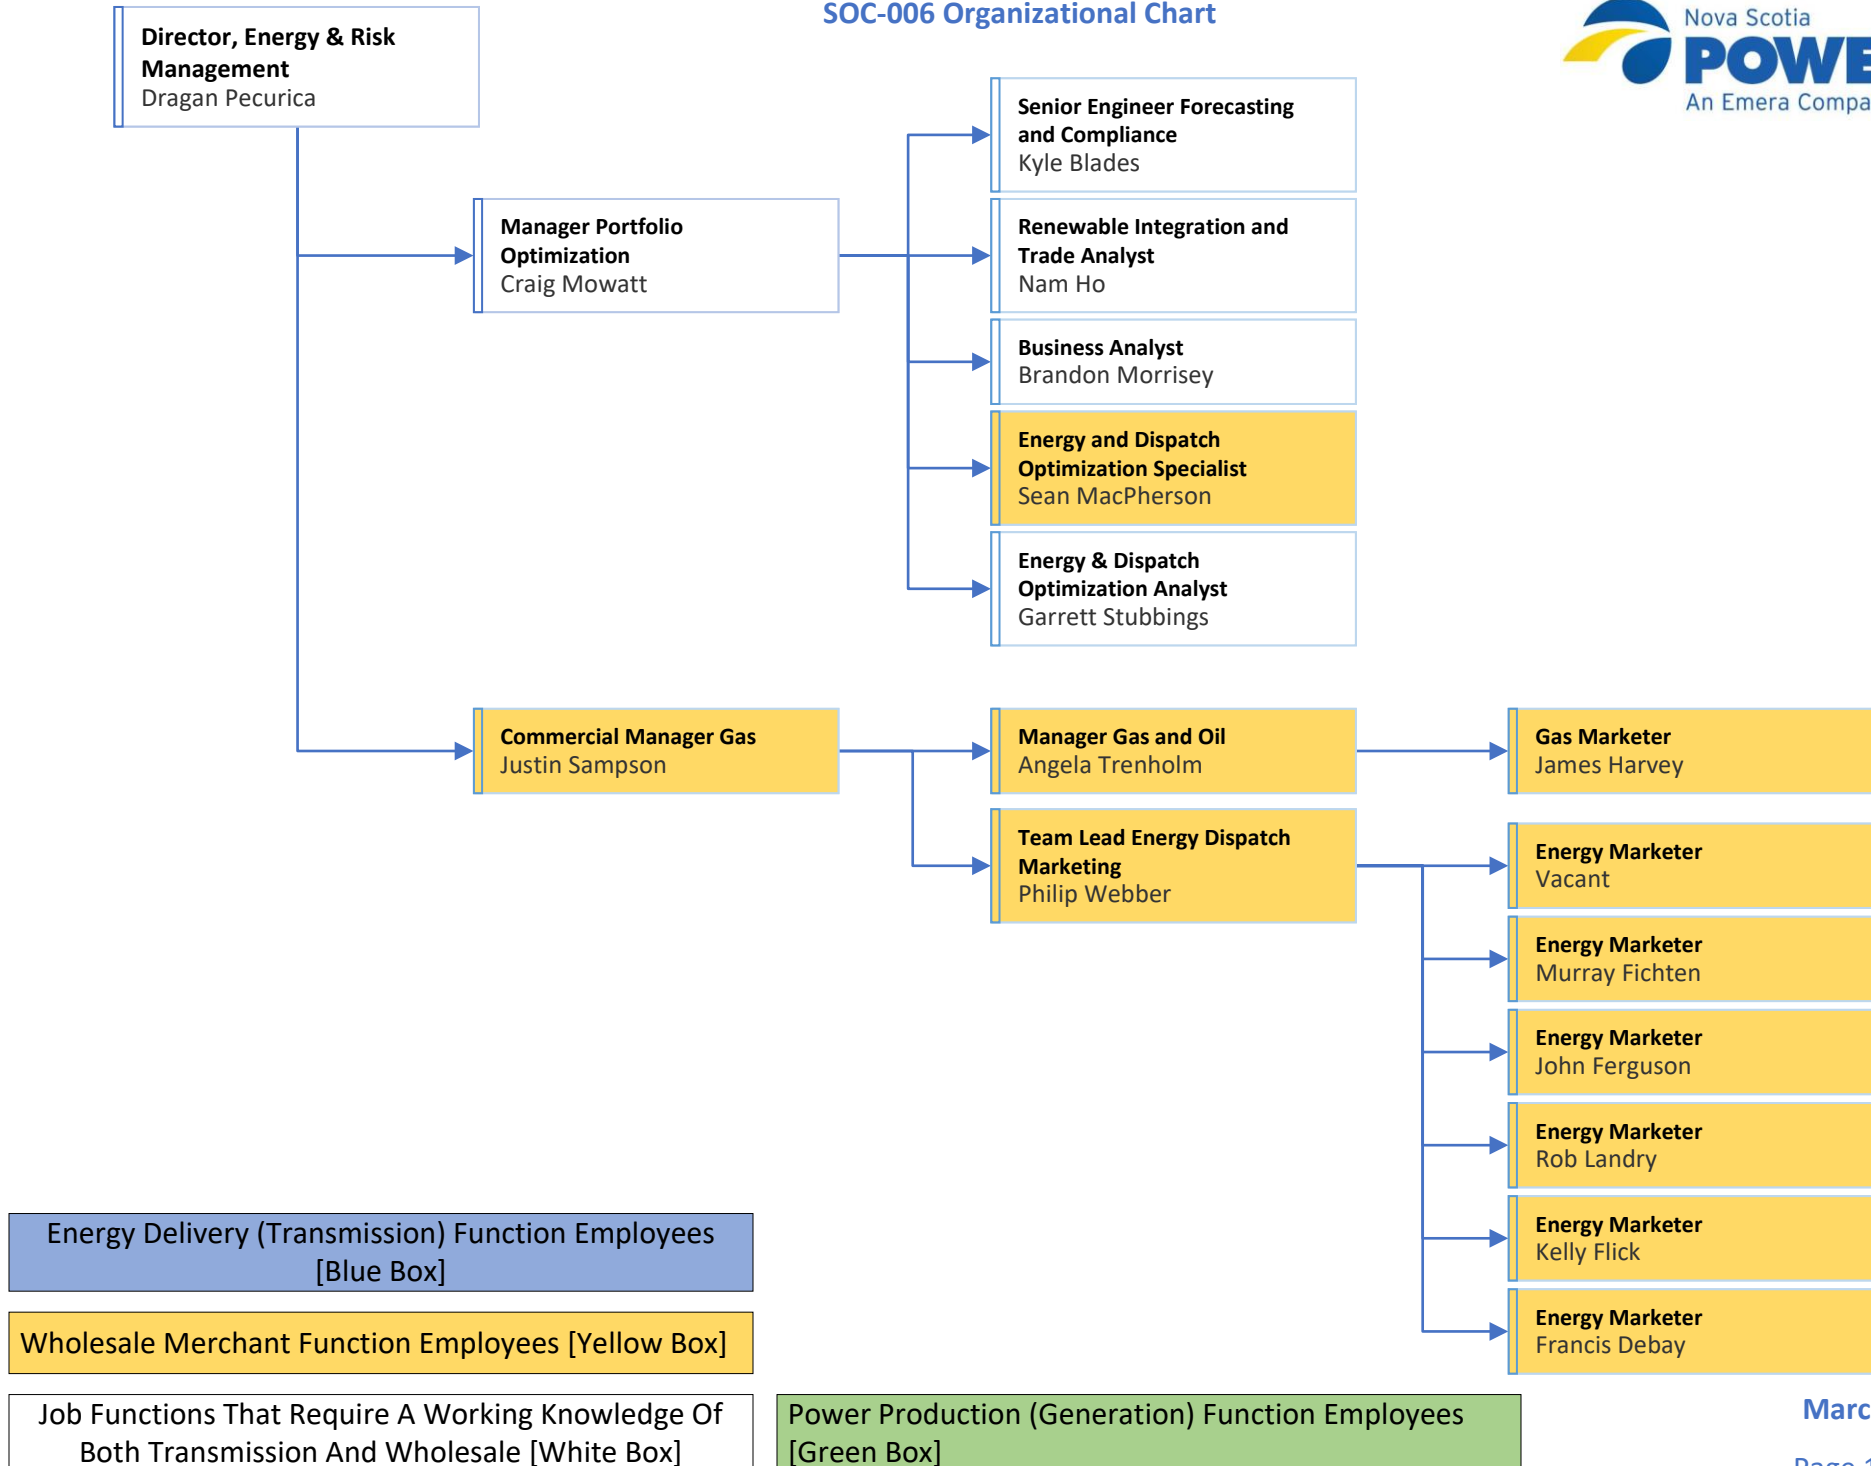 SOC-006 Organizational Chart
Nova Scotia
POWE
An Emera Compa
Director, Energy & Risk
Management
Dragan Pecurica
Senior Engineer Forecasting
and Compliance
Kyle Blades
Manager Portfolio
Optimization
Craig Mowatt
Renewable Integration and
Trade Analyst
Nam Ho
Business Analyst
Brandon Morrisey
Energy and Dispatch
Optimization Specialist
Sean MacPherson
Energy & Dispatch
Optimization Analyst
Garrett Stubbings
Commercial Manager Gas
Justin Sampson
Manager Gas and Oil
Angela Trenholm
Gas Marketer
James Harvey
Team Lead Energy Dispatch
Marketing
Philip Webber
Energy Marketer
Vacant
Energy Marketer
Murray Fichten
Energy Marketer
John Ferguson
Energy Marketer
Rob Landry
Energy Marketer
Kelly Flick
Energy Marketer
Francis Debay
Energy Delivery (Transmission) Function Employees
[Blue Box]
Wholesale Merchant Function Employees [Yellow Box]
Job Functions That Require A Working Knowledge Of
Both Transmission And Wholesale [White Box]
Power Production (Generation) Function Employees
[Green Box]
Marc
Page